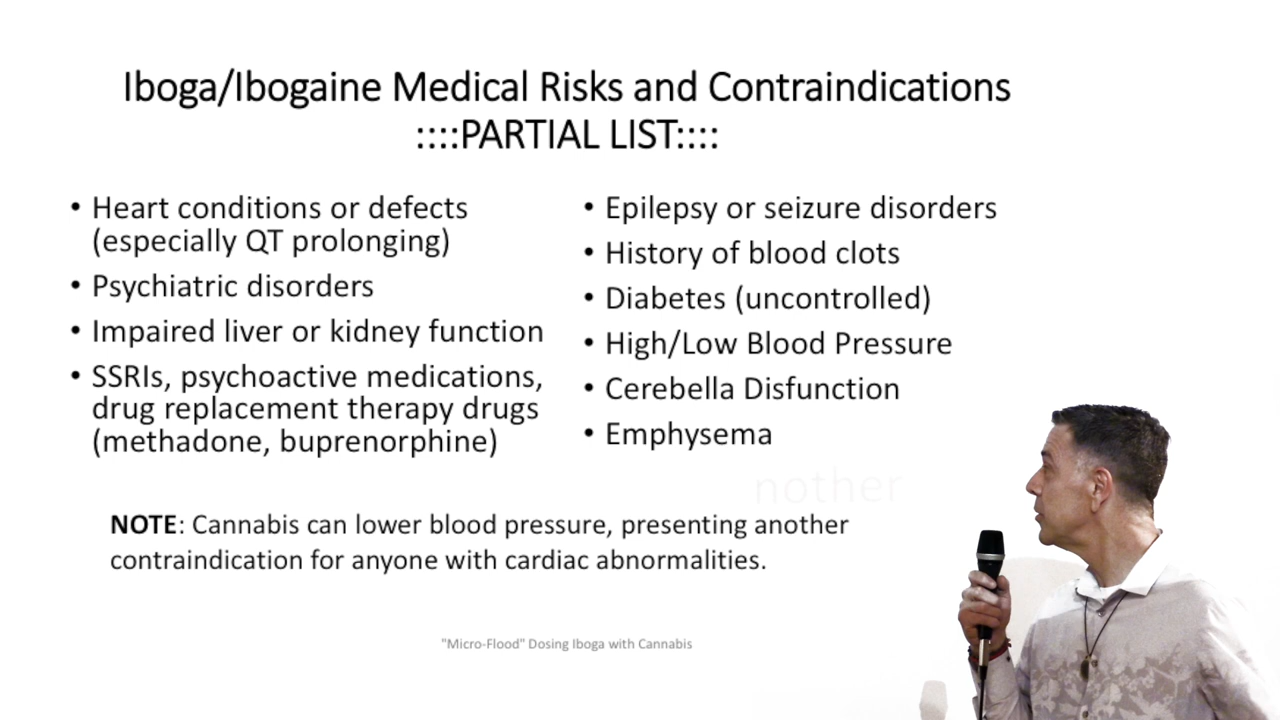 Iboga/Ibogaine Medical Risks and Contraindications
::::PARTIAL LIST::::
• Heart conditions or defects
(especially QT prolonging)
• Psychiatric disorders
• Impaired liver or kidney function
• SSRIs, psychoactive medications,
drug replacement therapy drugs
(methadone, buprenorphine)
• Epilepsy or seizure disorders
• History of blood clots
• Diabetes (uncontrolled)
• High/Low Blood Pressure
• Cerebella Disfunction
• Emphysema
nother
NOTE: Cannabis can lower blood pressure, presenting another
contraindication for anyone with cardiac abnormalities.
"Micro-Flood" Dosing Iboga with Cannabis